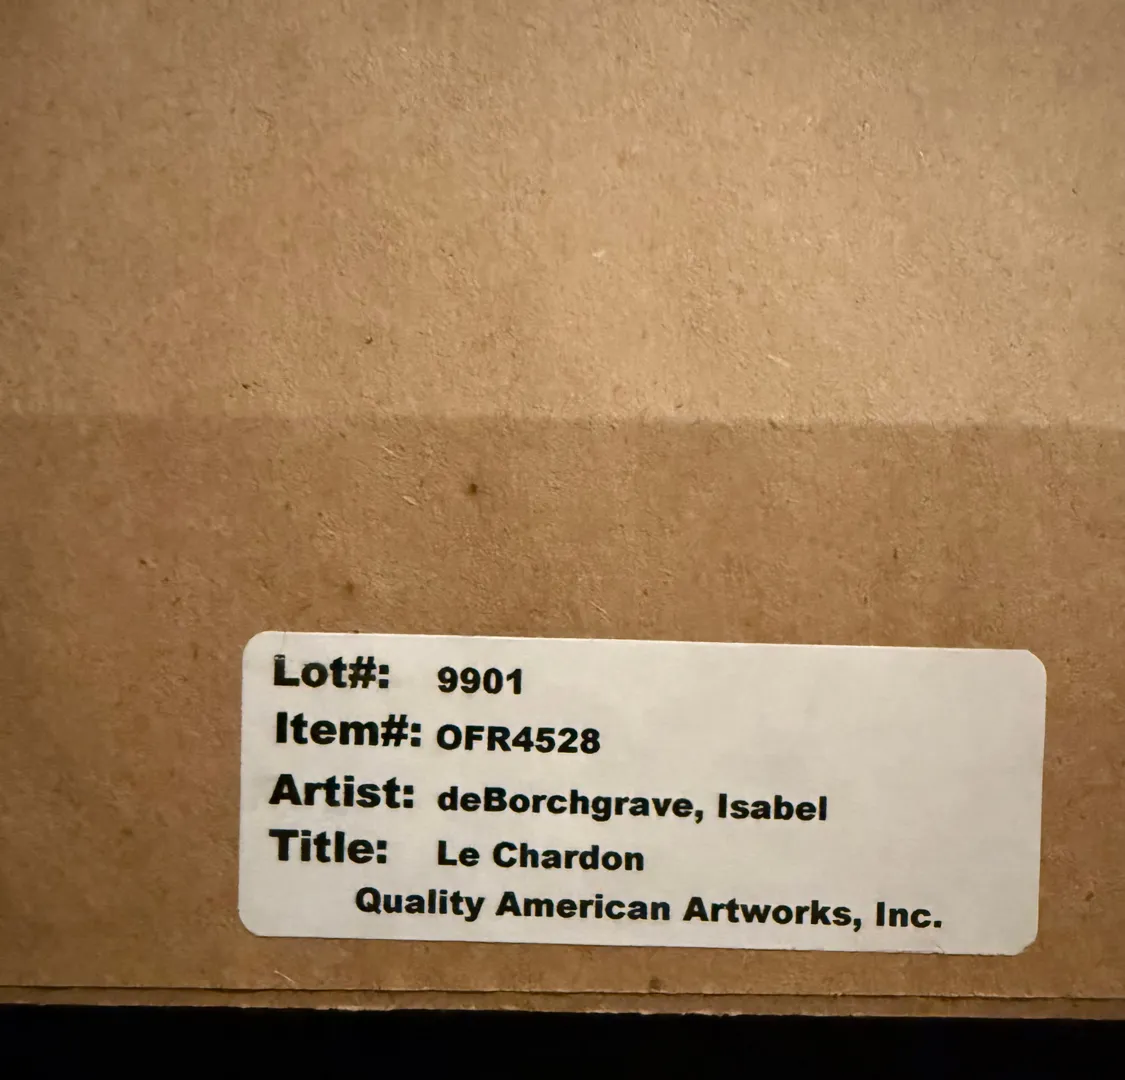 Lot#: 9901
Item#: OFR4528
Artist: deBorchgrave, Isabel
Title: Le Chardon
Quality American Artworks, Inc.